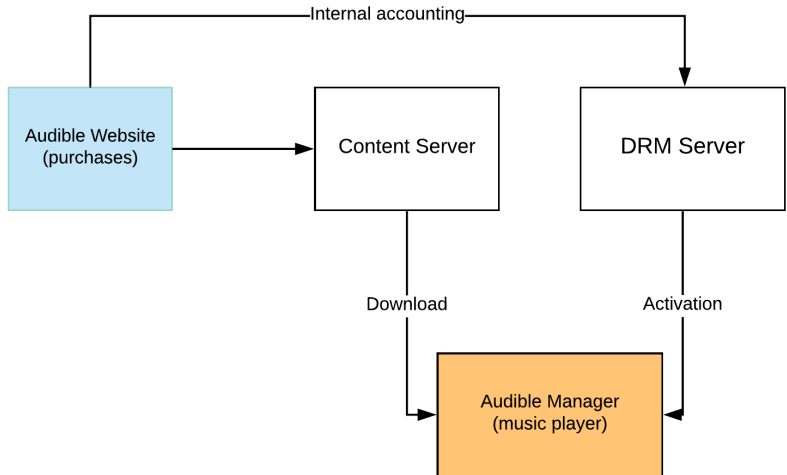 Internal accounting
Audible Website
(purchases)
Content Server
DRM Server
Download
Activation
Audible Manager
(music player)